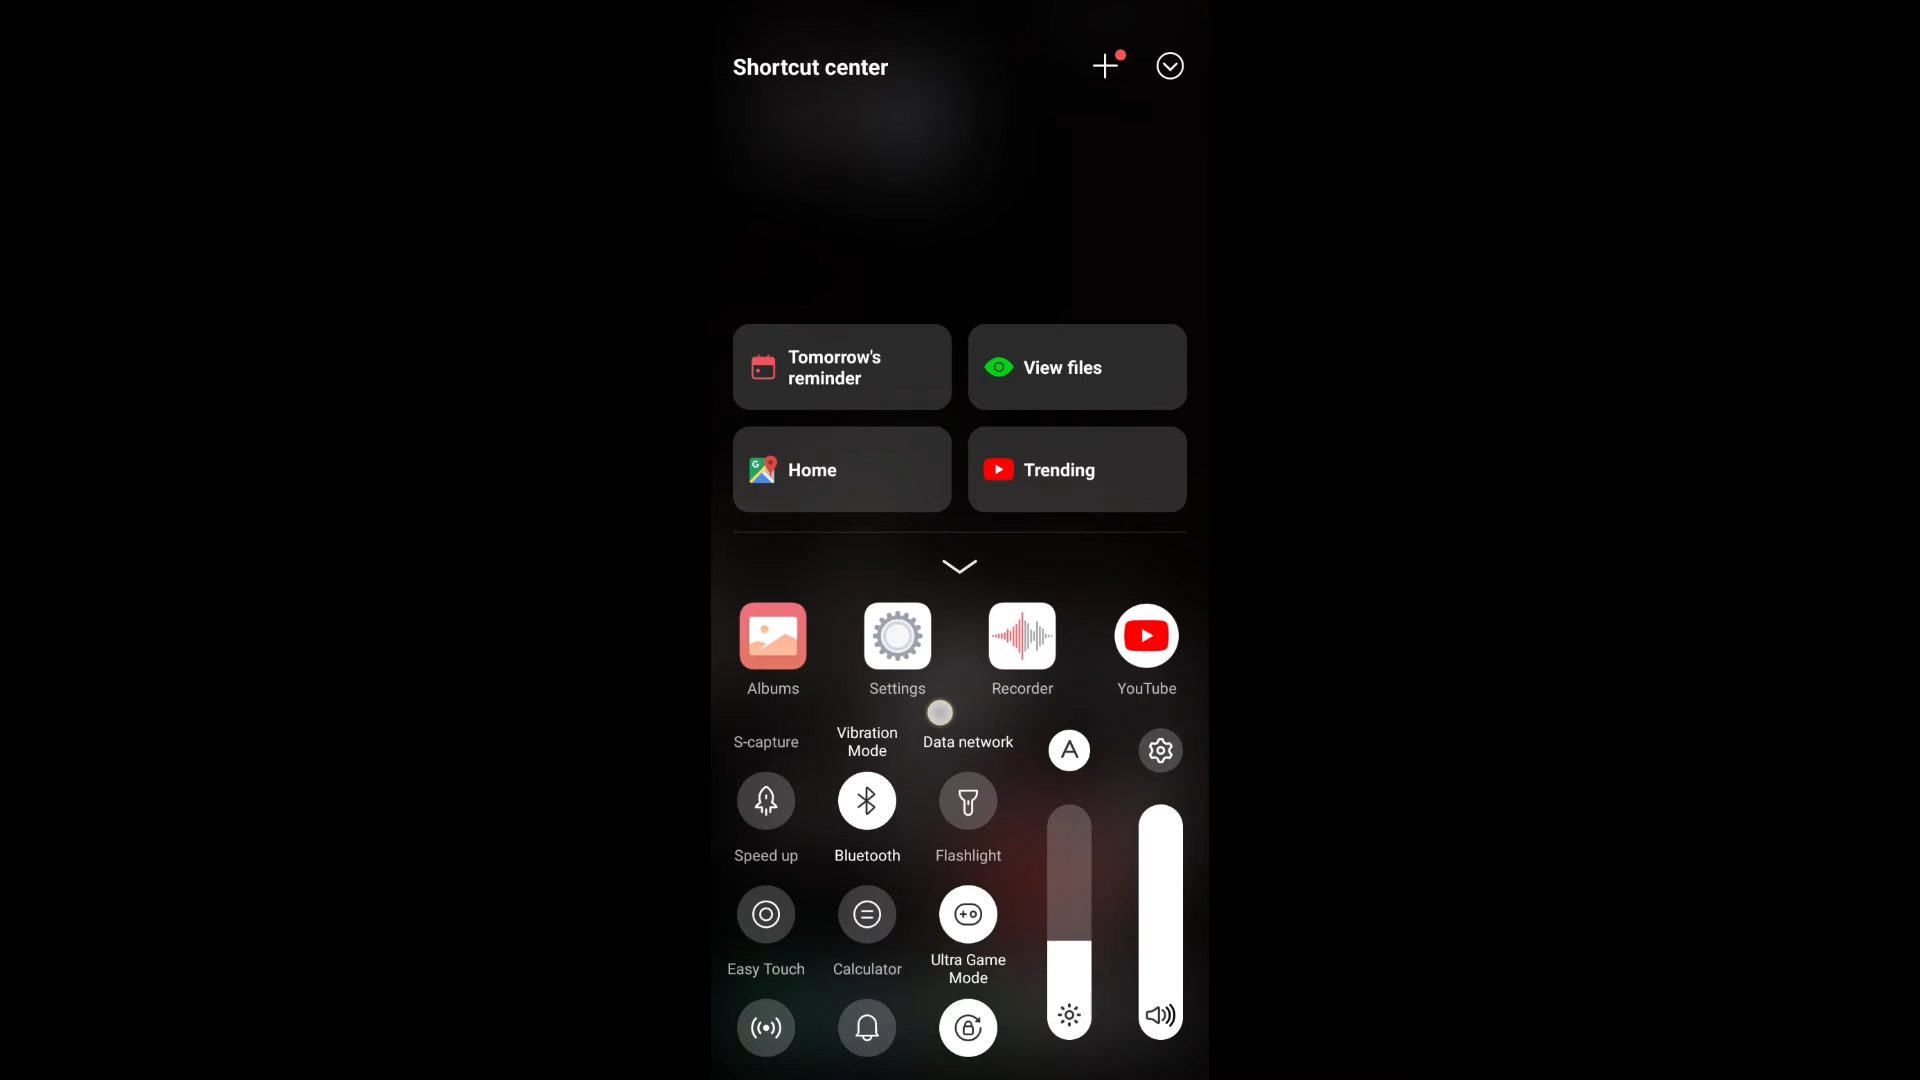 Shortcut center
Tomorrow's
reminder
View files
Home
Trending
Albums
Settings
Recorder
YouTube
S-capture
Vibration
Mode
Data network
A
Speed up
Bluetooth
Flashlight
Easy Touch
Calculator
Ultra Game
Mode